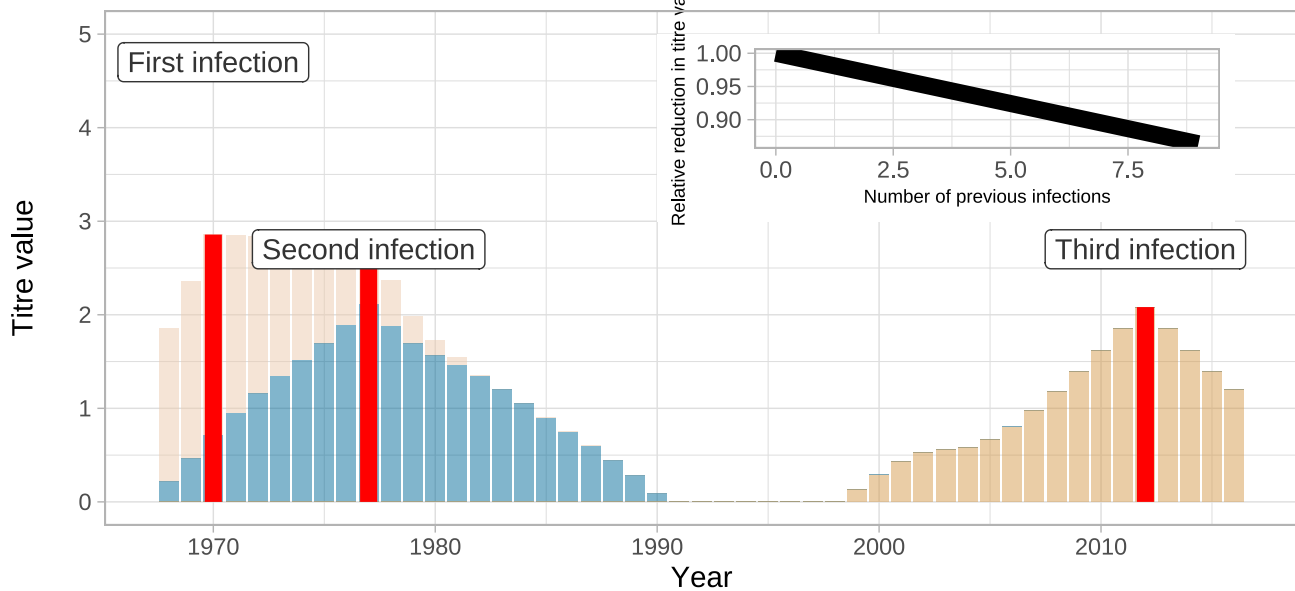 5
4
3
2
1
0
Titre value
First infection
Second infection
Third infection
1970
1980
1990
2000
2010
Year
Relative reduction in titre
1.00
0.95
0.90
0.0
2.5
5.0
7.5
Number of previous infections